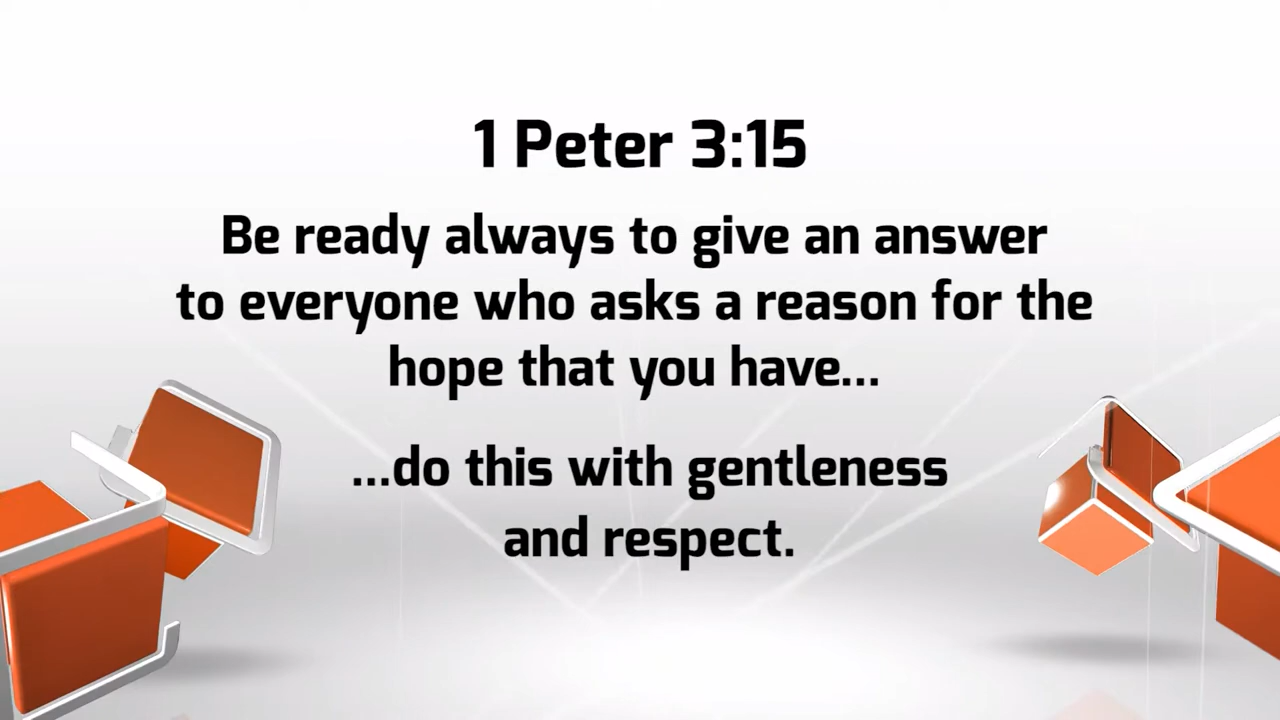 1 Peter 3:15
Be ready always to give an answer
to everyone who asks a reason for the
hope that you have...
...do this with gentleness
and respect.